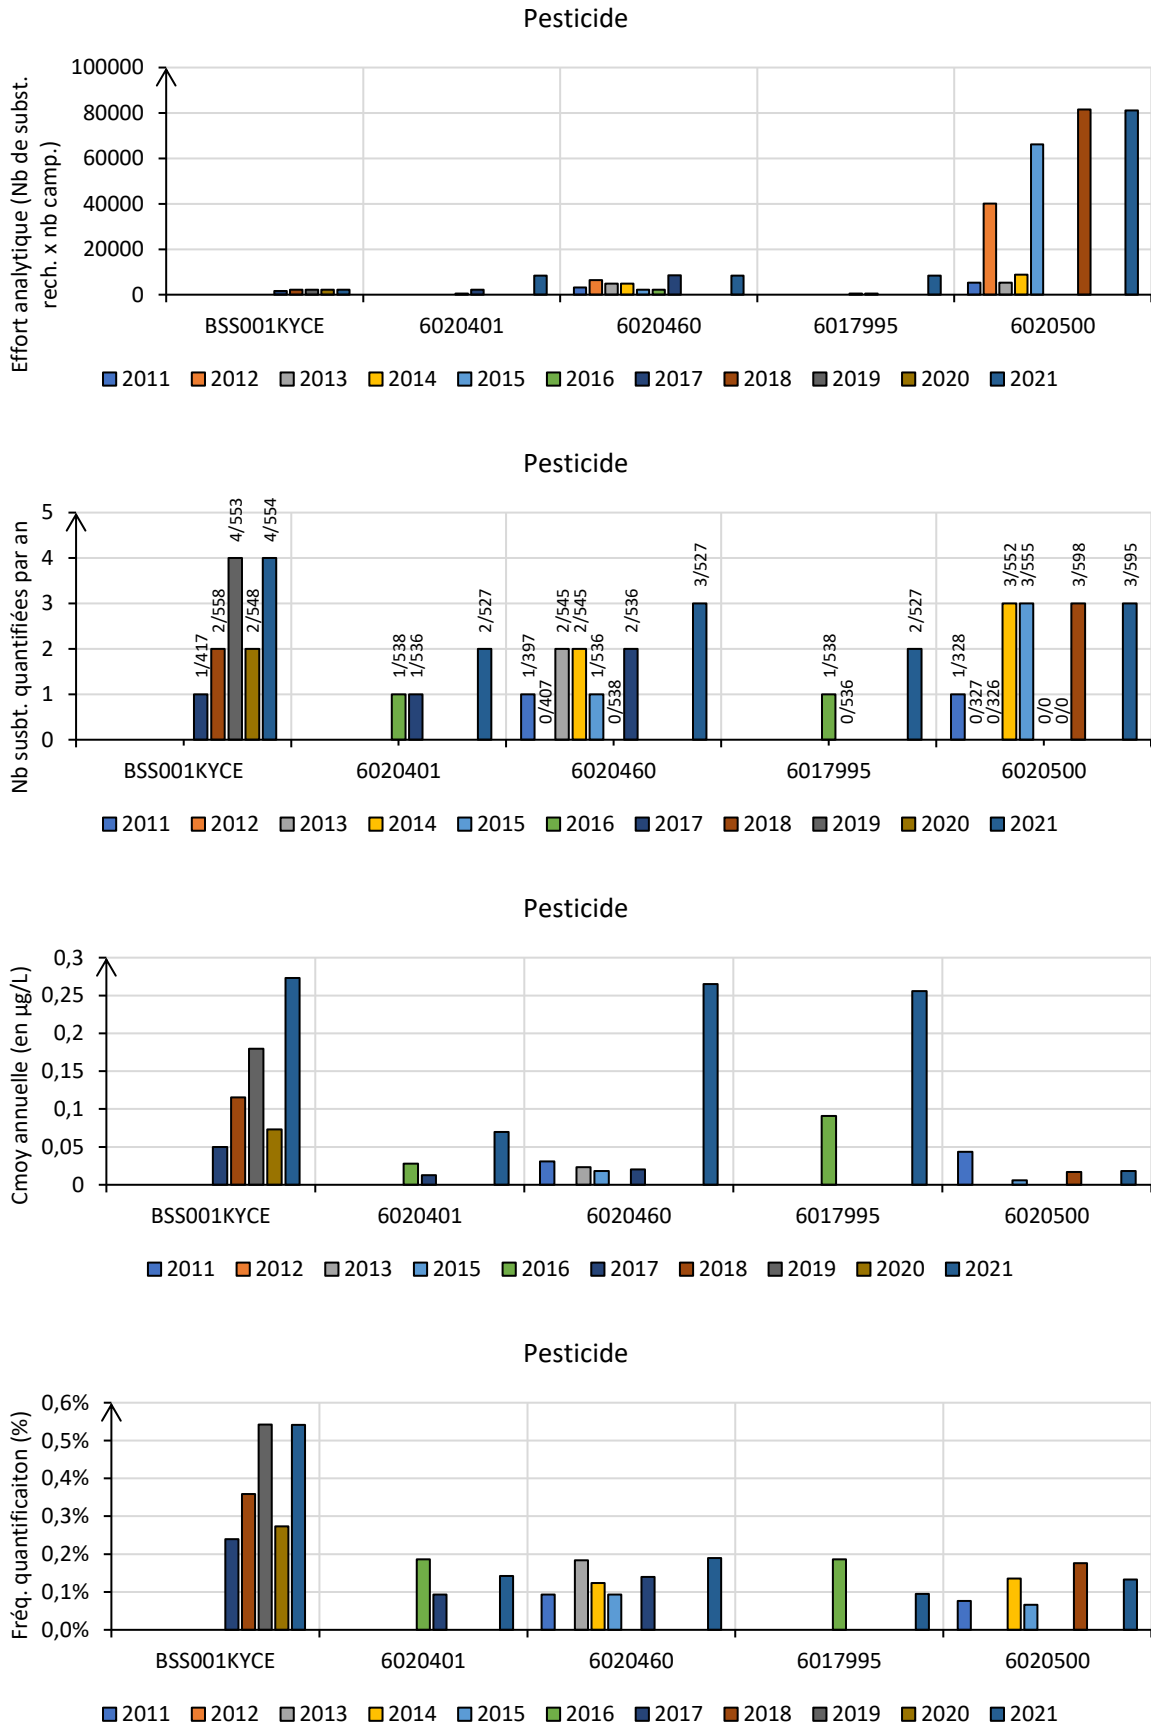 Pesticide
Effort analytique (Nb de subst.
rech. x nb camp.)
100000
80000
60000
40000
20000
0
BSS001KYCE 6020401 6020460 6017995 6020500
2011 2012 2013 2014 2015 2016 2017 2018 2019 2020 2021
Pesticide
Nb susbt. quantifiées par an
5
4
3
2
1
0
1/417 2/558 4/553 2/548 4/554 1/538 1/536 2/527 1/397 0/407 2/545 2/545 1/536 0/538 2/536 3/527 1/538 0/536 2/527 1/328 0/327 0/326 3/552 3/555 0/0 0/0 3/598 3/595
BSS001KYCE 6020401 6020460 6017995 6020500
2011 2012 2013 2014 2015 2016 2017 2018 2019 2020 2021
Pesticide
Cmoy annuelle (en µg/L)
0,3
0,25
0,2
0,15
0,1
0,05
0
BSS001KYCE 6020401 6020460 6017995 6020500
2011 2012 2013 2015 2016 2017 2018 2019 2020 2021
Pesticide
Fréq. quantificaiton (%)
0,6%
0,5%
0,4%
0,3%
0,2%
0,1%
0,0%
BSS001KYCE 6020401 6020460 6017995 6020500
2011 2012 2013 2014 2015 2016 2017 2018 2019 2020 2021